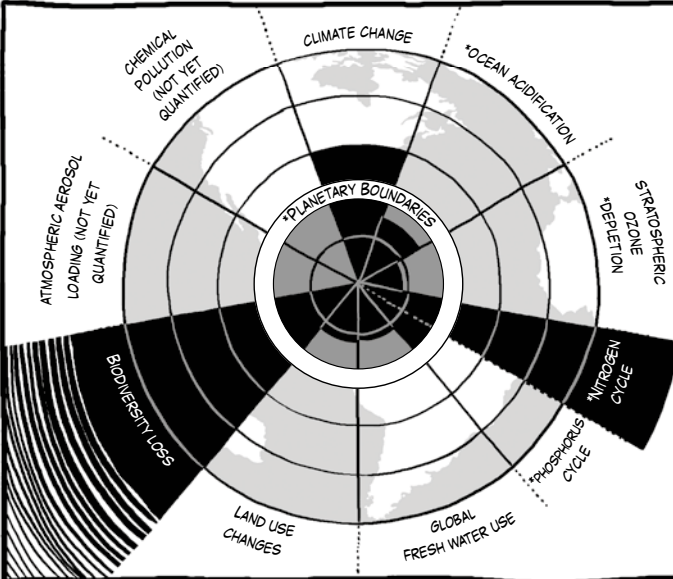 CLIMATE CHANGE
*OCEAN ACIDIFICATION
STRATOSPHERIC
OZONE
*DEPLETION
*NITROGEN
CYCLE
*PHOSPHORUS
CYCLE
GLOBAL
FRESH WATER USE
LAND USE
CHANGES
BIODIVERSITY LOSS
ATMOSPHERIC AEROSOL
LOADING (NOT YET
QUANTIFIED)
CHEMICAL
POLLUTION
(NOT YET
QUANTIFIED)
*PLANETARY BOUNDARIES